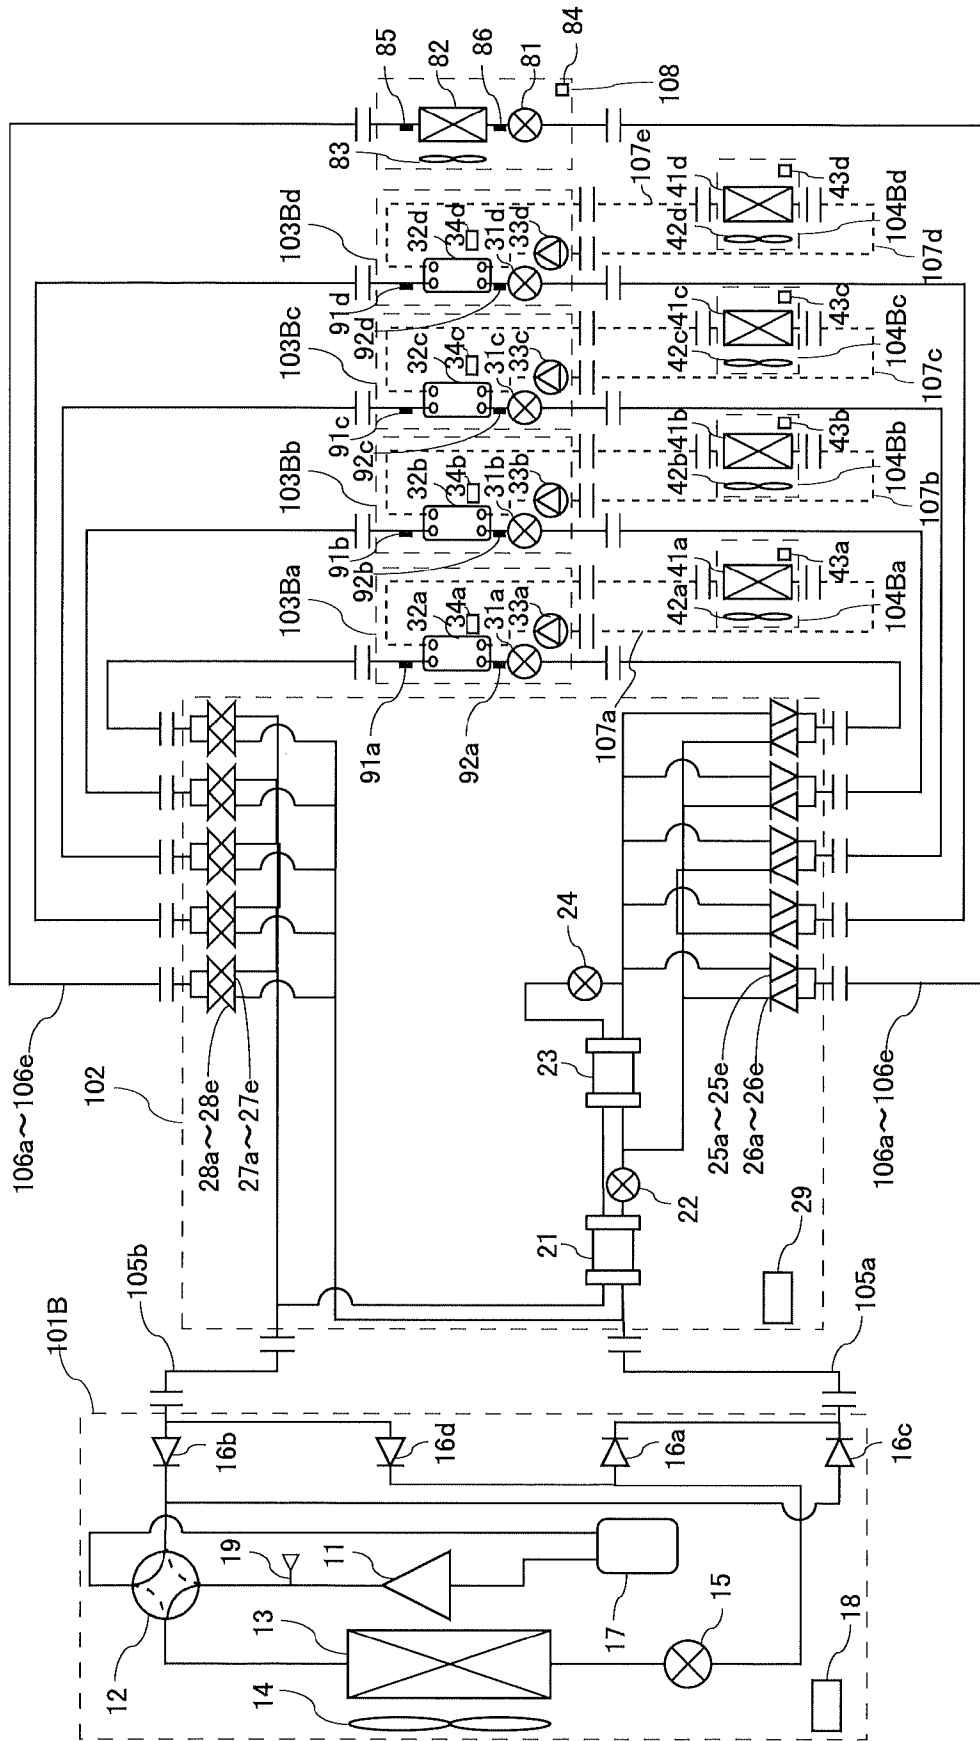 84
85
82
86
81
83
108
107e
41d
43d
42d
104Bd
107d
103Bd
32d
34d
31d
33d
91d
92d
103Bc
32c
34c
31c
33c
41c
43c
42c
104Bc
107c
91c
92c
103Bb
32b
34b
31b
33b
41b
43b
42b
104Bb
107b
91b
92b
103Ba
32a
34a
31a
33a
41a
43a
42a
104Ba
107a
91a
92a
24
23
22
21
29
102
106a～106e
28a～28e
27a～27e
25a～25e
26a～26e
106a～106e
105b
105a
101B
16b
16d
16a
16c
19
11
12
13
14
17
15
18